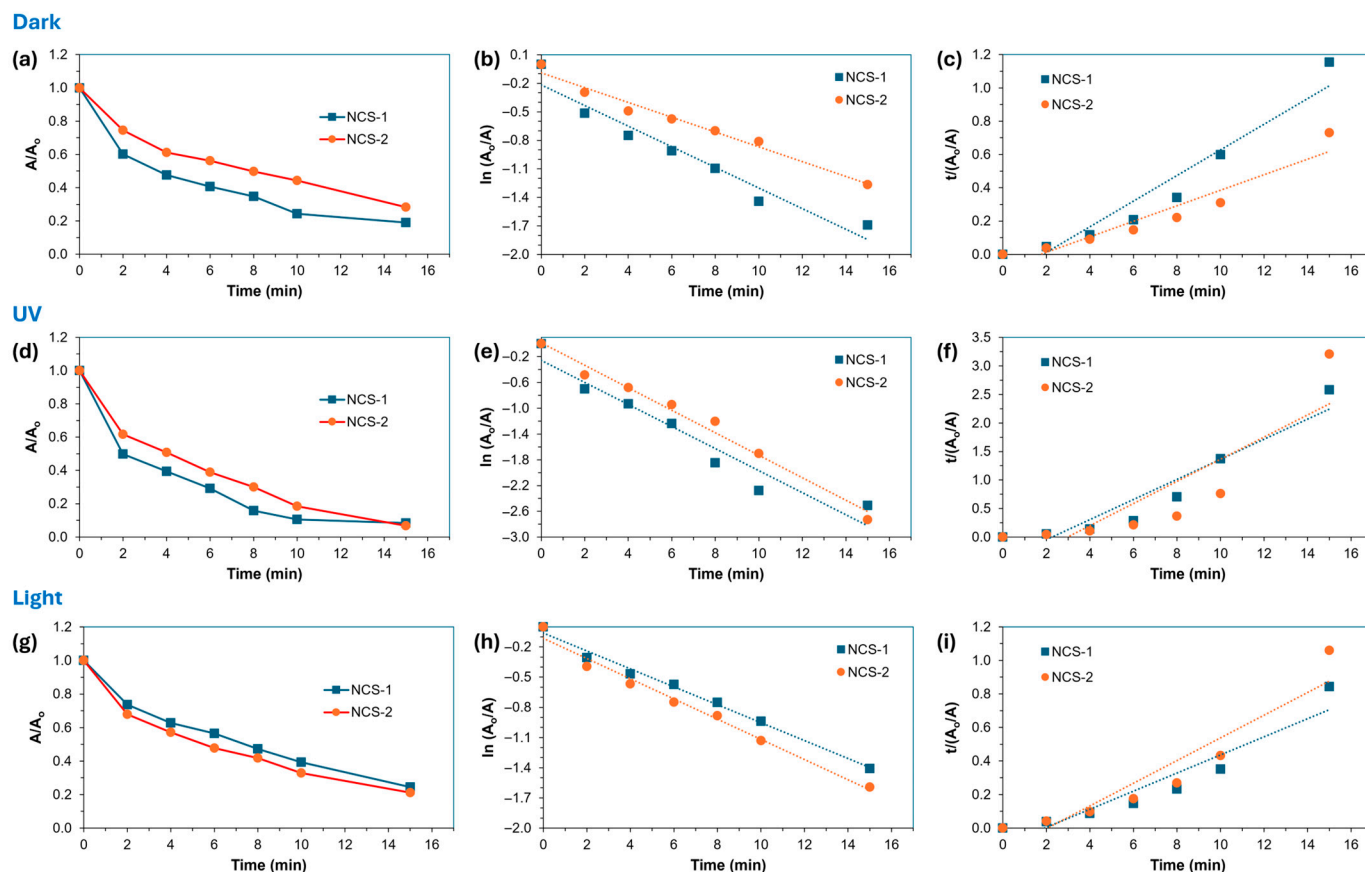 Dark
(a)
1.2
1.0
0.8
0.6
0.4
0.2
0.0
A/Aₒ
0 2 4 6 8 10 12 14 16
Time (min)
NCS-1
NCS-2
(b)
0.1
−0.2
−0.5
−0.8
−1.1
−1.4
−1.7
−2.0
ln (Aₒ/A)
0 2 4 6 8 10 12 14 16
Time (min)
NCS-1
NCS-2
(c)
1.2
1.0
0.8
0.6
0.4
0.2
0.0
t/(Aₒ/A)
0 2 4 6 8 10 12 14 16
Time (min)
NCS-1
NCS-2
UV
(d)
1.2
1.0
0.8
0.6
0.4
0.2
0.0
A/Aₒ
0 2 4 6 8 10 12 14 16
Time (min)
NCS-1
NCS-2
(e)
−0.2
−0.6
−1.0
−1.4
−1.8
−2.2
−2.6
−3.0
ln (Aₒ/A)
0 2 4 6 8 10 12 14 16
Time (min)
NCS-1
NCS-2
(f)
3.5
3.0
2.5
2.0
1.5
1.0
0.5
0.0
t/(Aₒ/A)
0 2 4 6 8 10 12 14 16
Time (min)
NCS-1
NCS-2
Light
(g)
1.2
1.0
0.8
0.6
0.4
0.2
0.0
A/Aₒ
0 2 4 6 8 10 12 14 16
Time (min)
NCS-1
NCS-2
(h)
−0.2
−0.5
−0.8
−1.1
−1.4
−1.7
−2.0
ln (Aₒ/A)
0 2 4 6 8 10 12 14 16
Time (min)
NCS-1
NCS-2
(i)
1.2
1.0
0.8
0.6
0.4
0.2
0.0
t/(Aₒ/A)
0 2 4 6 8 10 12 14 16
Time (min)
NCS-1
NCS-2